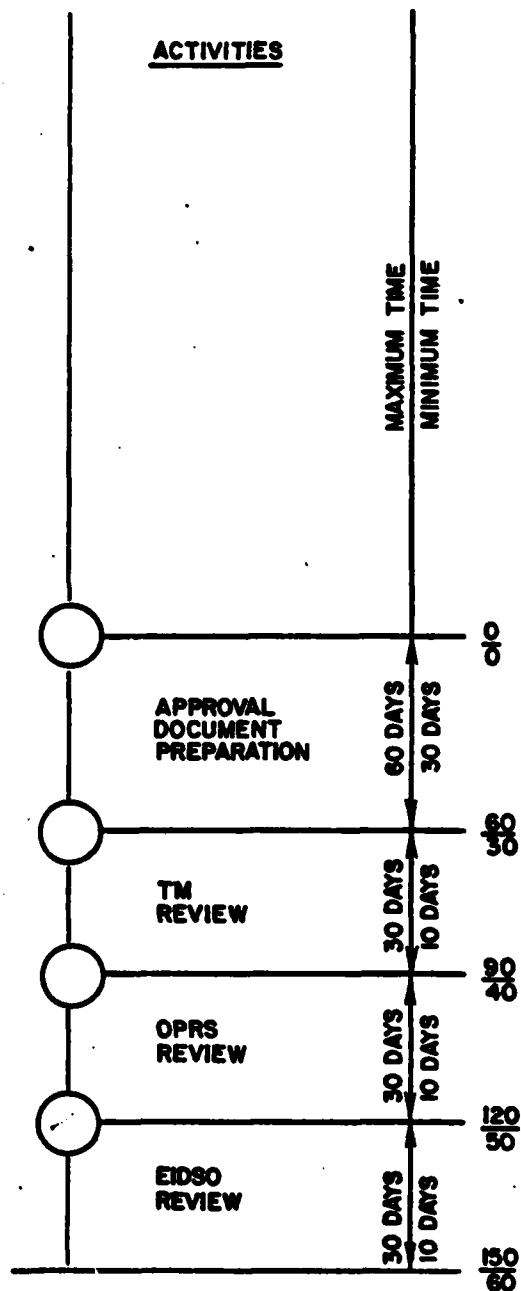 ACTIVITIES
MAXIMUM TIME
MINIMUM TIME
0
0
APPROVAL
DOCUMENT
PREPARATION
60 DAYS
30 DAYS
60
30
TM
REVIEW
30 DAYS
10 DAYS
90
40
OPRS
REVIEW
30 DAYS
10 DAYS
120
50
EIDSO
REVIEW
30 DAYS
10 DAYS
150
60